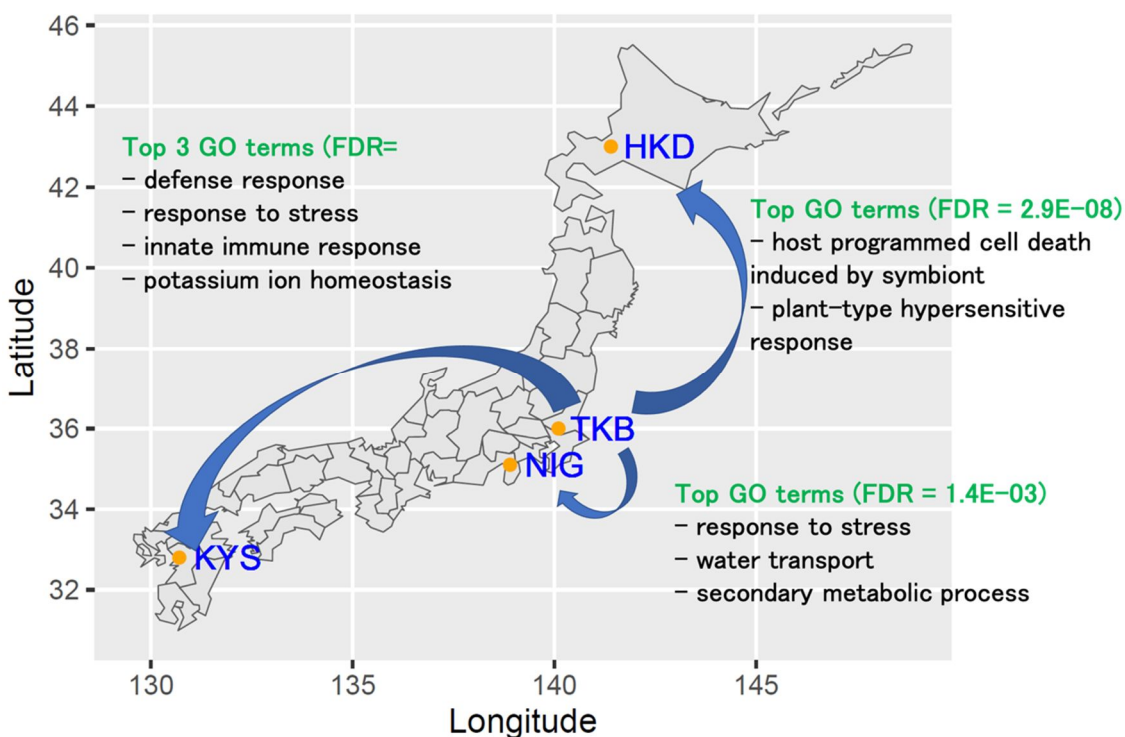 46
44
42
40
38
36
34
32
Latitude
130
135
140
145
Longitude
Top 3 GO terms (FDR=
- defense response
- response to stress
- innate immune response
- potassium ion homeostasis
HKD
Top GO terms (FDR = 2.9E-08)
- host programmed cell death
induced by symbiont
- plant-type hypersensitive
response
TKB
NIG
KYS
Top GO terms (FDR = 1.4E-03)
- response to stress
- water transport
- secondary metabolic process